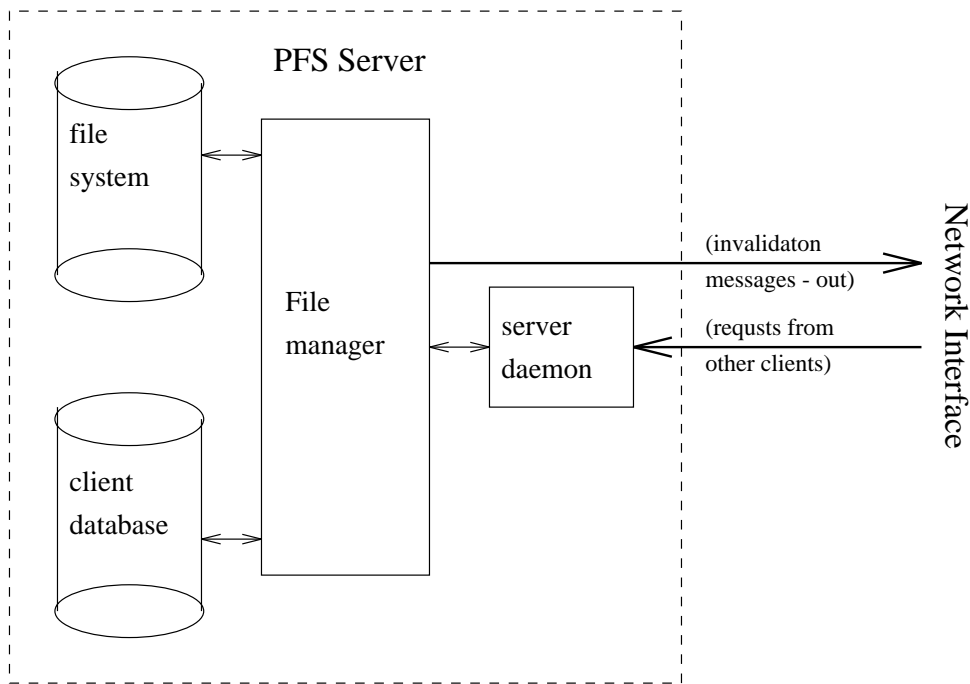 PFS Server
file
system
File
manager
client
database
server
daemon
(invalidaton
messages - out)
(requsts from
other clients)
Network Interface